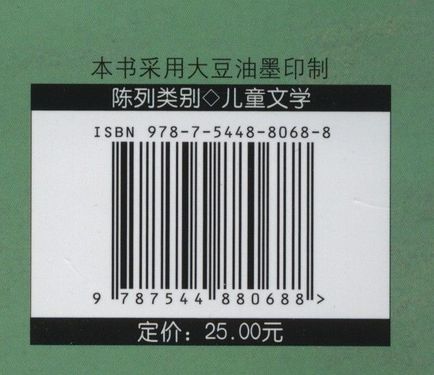 本书采用大豆油墨印制
陈列类别◇儿童文学
ISBN 978-7-5448-8068-8
9 787544 880688 >
定价：25.00元